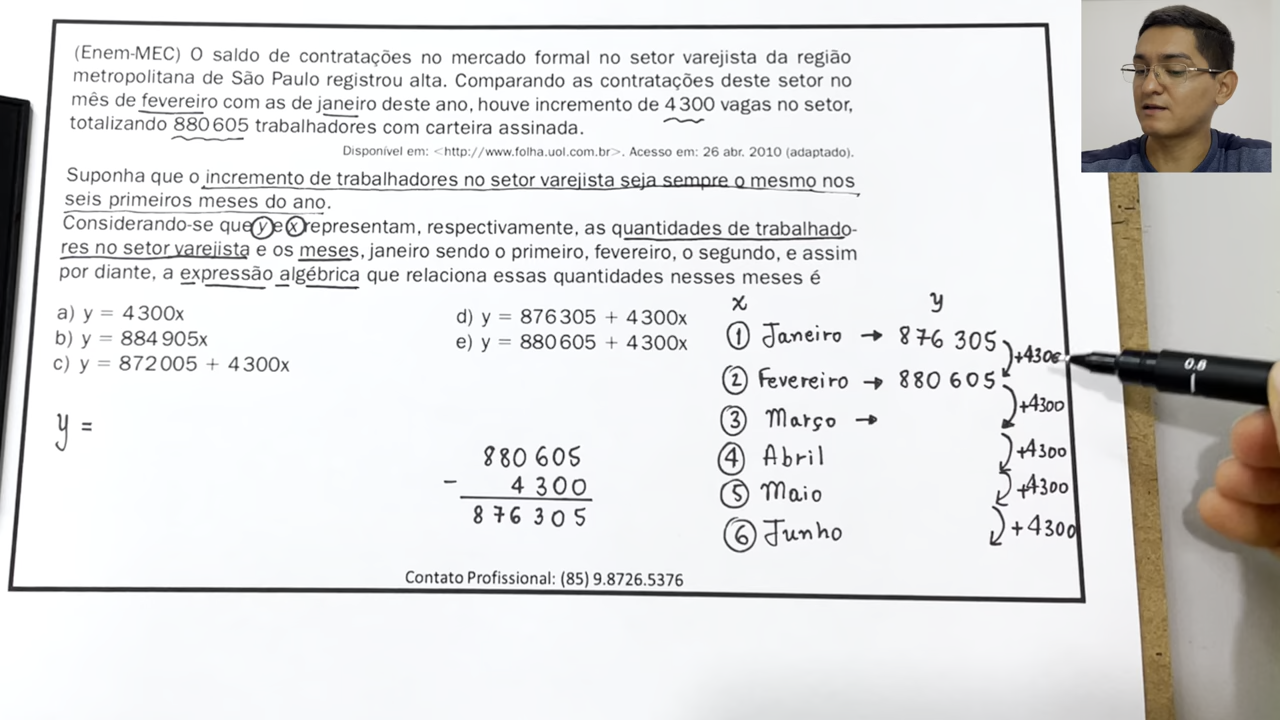 (Enem-MEC) O saldo de contratações no mercado formal no setor varejista da região
metropolitana de São Paulo registrou alta. Comparando as contratações deste setor no
mês de fevereiro com as de janeiro deste ano, houve incremento de 4 300 vagas no setor,
totalizando 880 605 trabalhadores com carteira assinada.
Disponível em: <http://www.folha.uol.com.br>. Acesso em: 26 abr. 2010 (adaptado).
Suponha que o incremento de trabalhadores no setor varejista seja sempre o mesmo nos
seis primeiros meses do ano.
Considerando-se que y e x representam, respectivamente, as quantidades de trabalhado-
res no setor varejista e os meses, janeiro sendo o primeiro, fevereiro, o segundo, e assim
por diante, a expressão algébrica que relaciona essas quantidades nesses meses é
a) y = 4 300x
b) y = 884 905x
c) y = 872 005 + 4 300x
d) y = 876 305 + 4 300x
e) y = 880 605 + 4 300x
y =
880 605
- 4 300
876 305
x y
1 Janeiro → 876 305
+4300
2 Fevereiro → 880 605
+4300
3 Março →
+4300
4 Abril
+4300
5 Maio
+4300
6 Junho
Contato Profissional: (85) 9.8726.5376
0.8